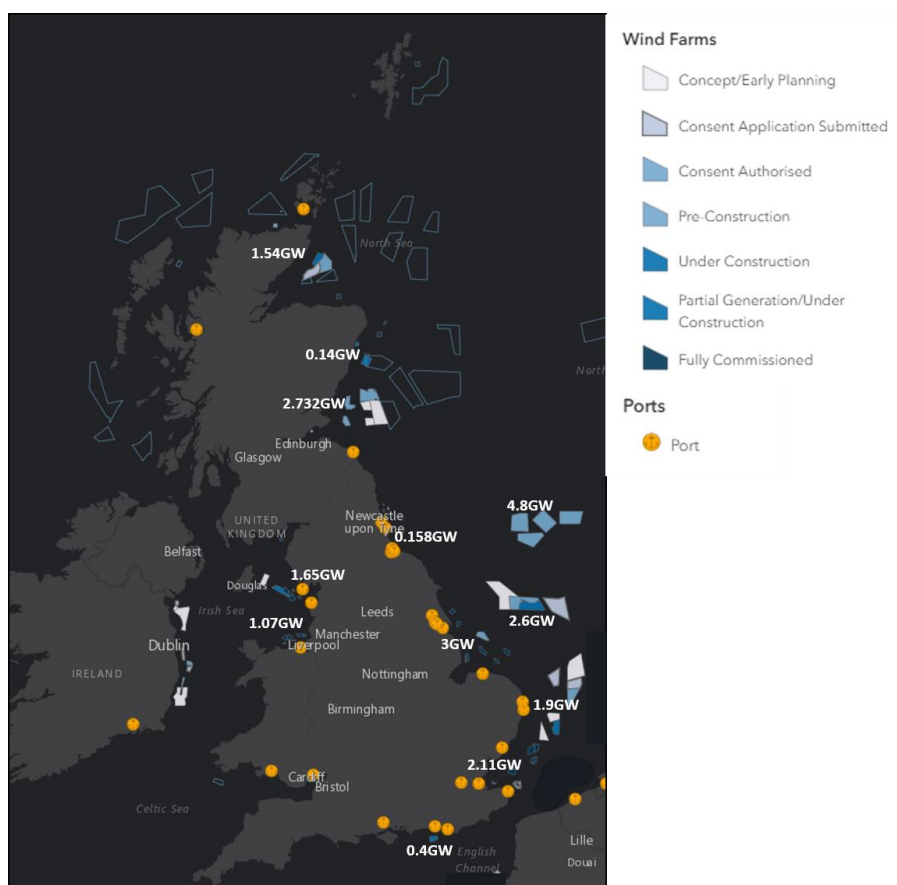 North Sea
1.54GW
0.14GW
North
2.732GW
Edinburgh
Glasgow
4.8GW
Newcastle
upon Tyne
UNITED
KINGDOM
0.158GW
Belfast
1.65GW
Douglas
Irish Sea
Leeds
1.07GW
2.6GW
Manchester
Liverpool
3GW
Dublin
IRELAND
Nottingham
1.9GW
Birmingham
2.11GW
Cardiff
Bristol
Celtic Sea
0.4GW
English
Channel
Lille
Douai
Wind Farms
Concept/Early Planning
Consent Application Submitted
Consent Authorised
Pre-Construction
Under Construction
Partial Generation/Under
Construction
Fully Commissioned
Ports
Port